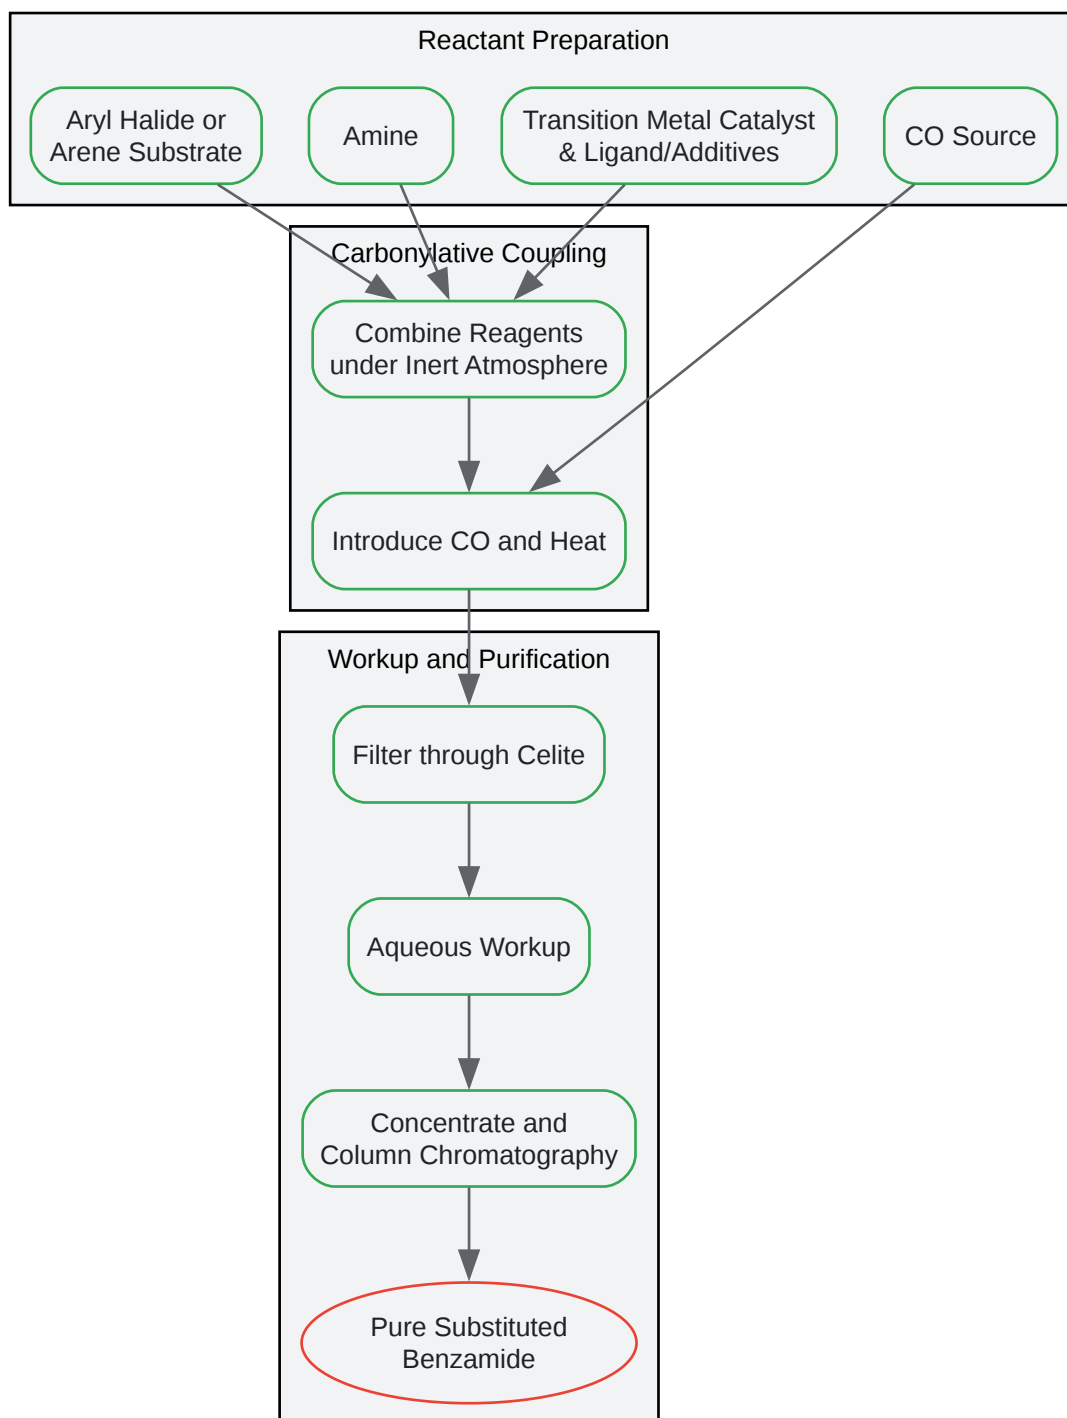 Reactant Preparation
Aryl Halide or
Arene Substrate
Amine
Transition Metal Catalyst
& Ligand/Additives
CO Source
Carbonylative Coupling
Combine Reagents
under Inert Atmosphere
Introduce CO and Heat
Workup and Purification
Filter through Celite
Aqueous Workup
Concentrate and
Column Chromatography
Pure Substituted
Benzamide